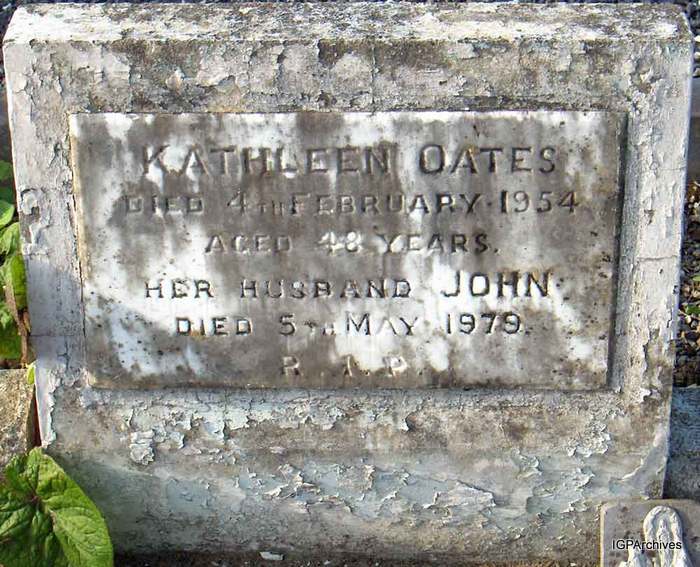 KATHLEEN OATES
DIED 4TH FEBRUARY 1954
AGED 48 YEARS.
HER HUSBAND JOHN
DIED 5TH MAY 1979
R.I.P.
IGPArchives